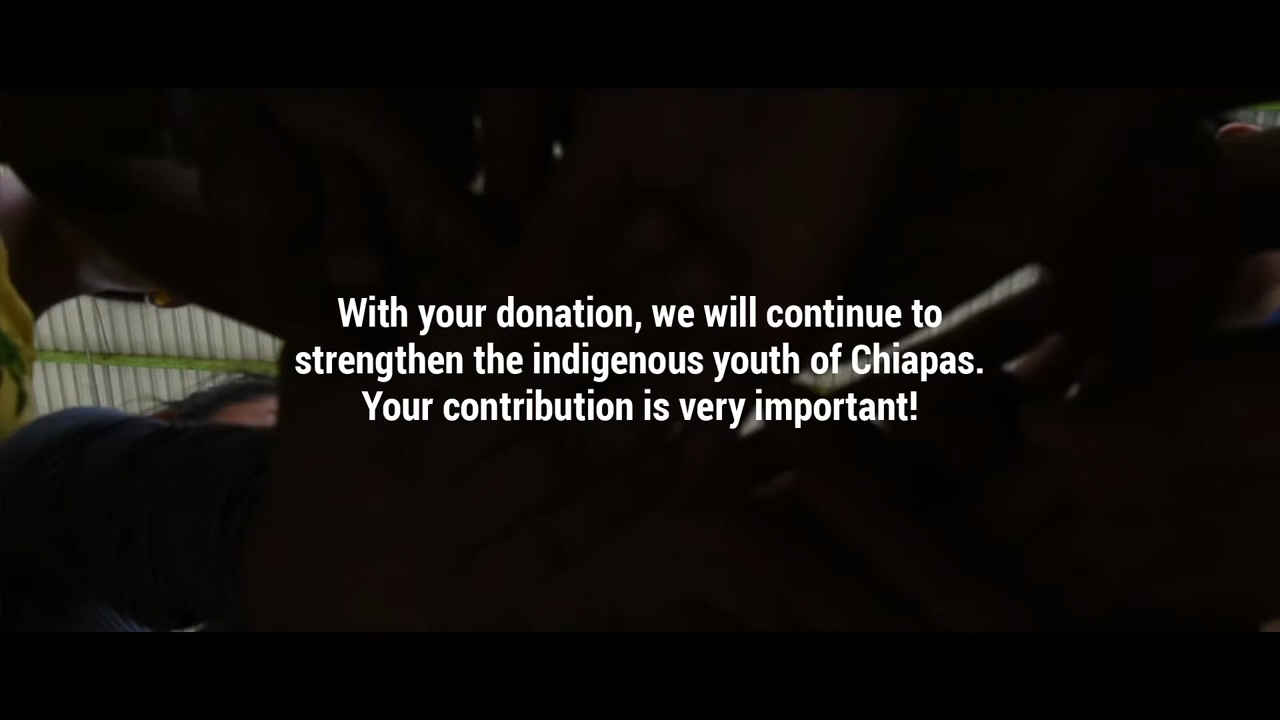 With your donation, we will continue to
strengthen the indigenous youth of Chiapas.
Your contribution is very important!